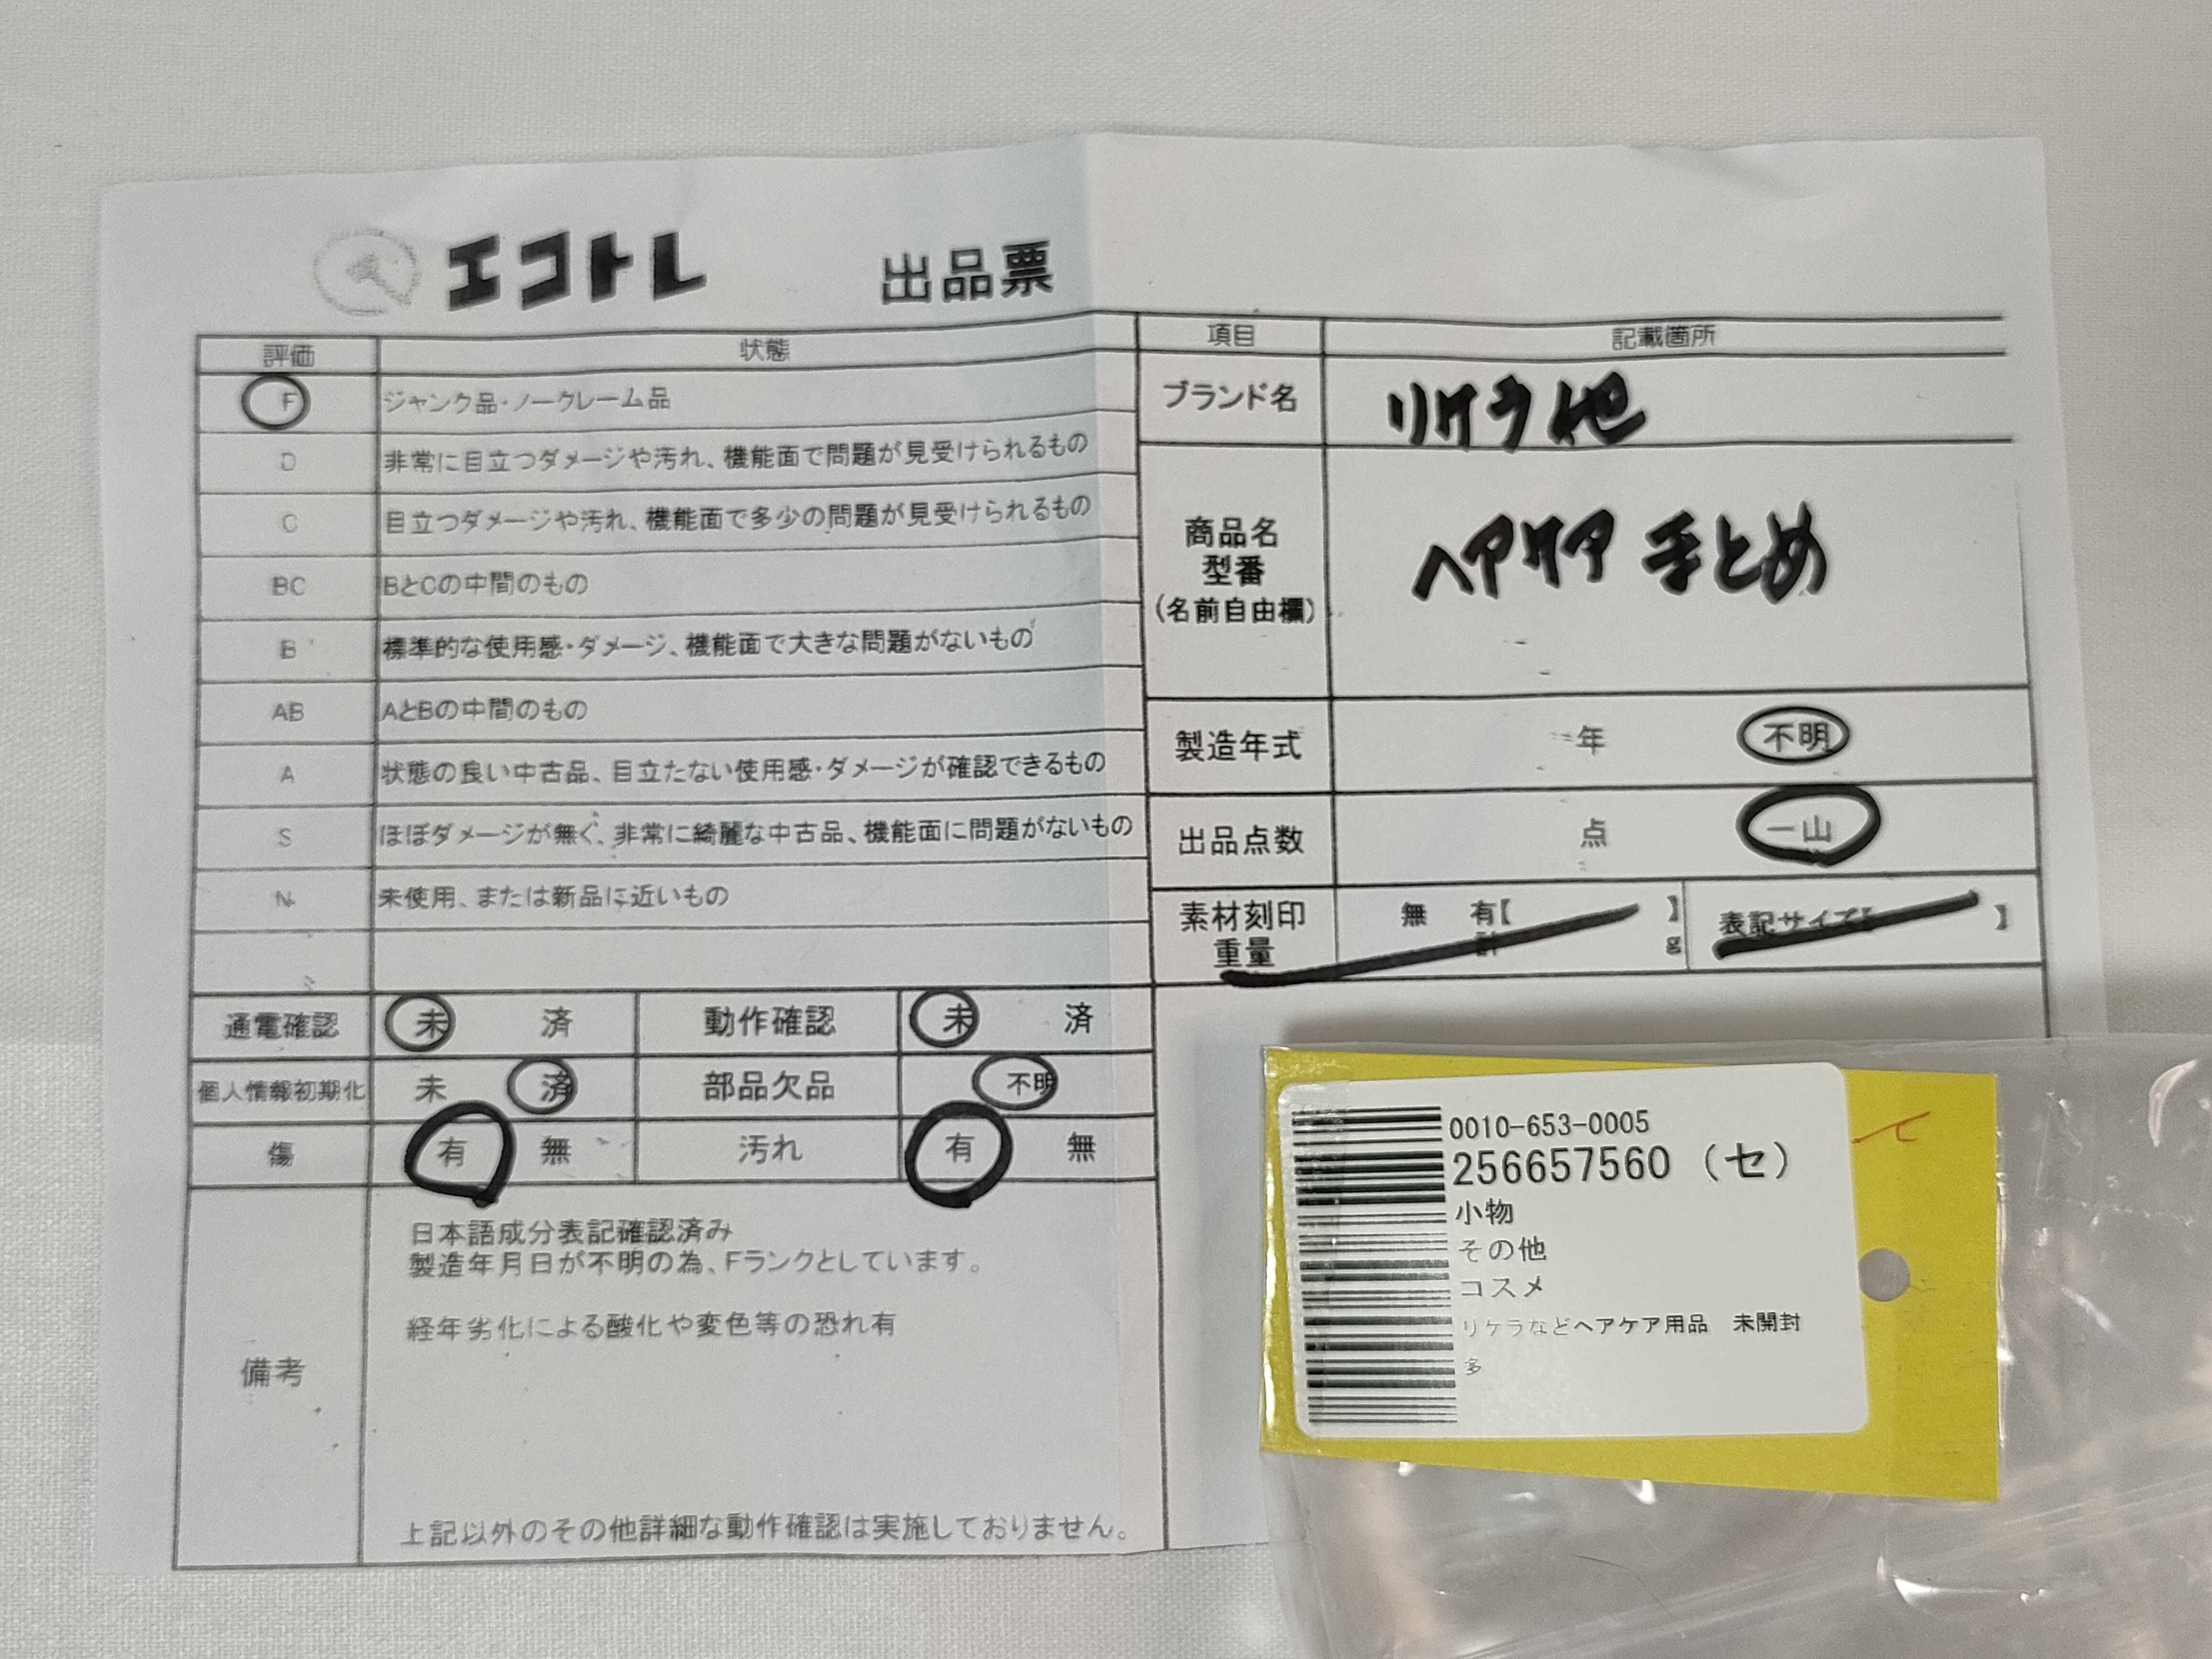 エコトレ 出品票
評価 状態
F ジャンク品・ノークレーム品
D 非常に目立つダメージや汚れ、機能面で問題が見受けられるもの
C 目立つダメージや汚れ、機能面で多少の問題が見受けられるもの
BC BとCの中間のもの
B 標準的な使用感・ダメージ、機能面で大きな問題がないもの
AB AとBの中間のもの
A 状態の良い中古品、目立たない使用感・ダメージが確認できるもの
S ほぼダメージが無く、非常に綺麗な中古品、機能面に問題がないもの
N 未使用、または新品に近いもの
項目 記載箇所
ブランド名 リケラ 他
商品名
型番
(名前自由欄)
ヘアケア まとめ
製造年式 年 不明
出品点数 点 一山
素材刻印 無 有【 】 表記サイズ【 】
重量 計 g
通電確認 未 済 動作確認 未 済
個人情報初期化 未 済 部品欠品 不明
傷 有 無 汚れ 有 無
備考
日本語成分表記確認済み
製造年月日が不明の為、Fランクとしています。
経年劣化による酸化や変色等の恐れ有
上記以外のその他詳細な動作確認は実施しておりません。
0010-653-0005
256657560 (セ)
小物
その他
コスメ
リケラなどヘアケア用品 未開封
多